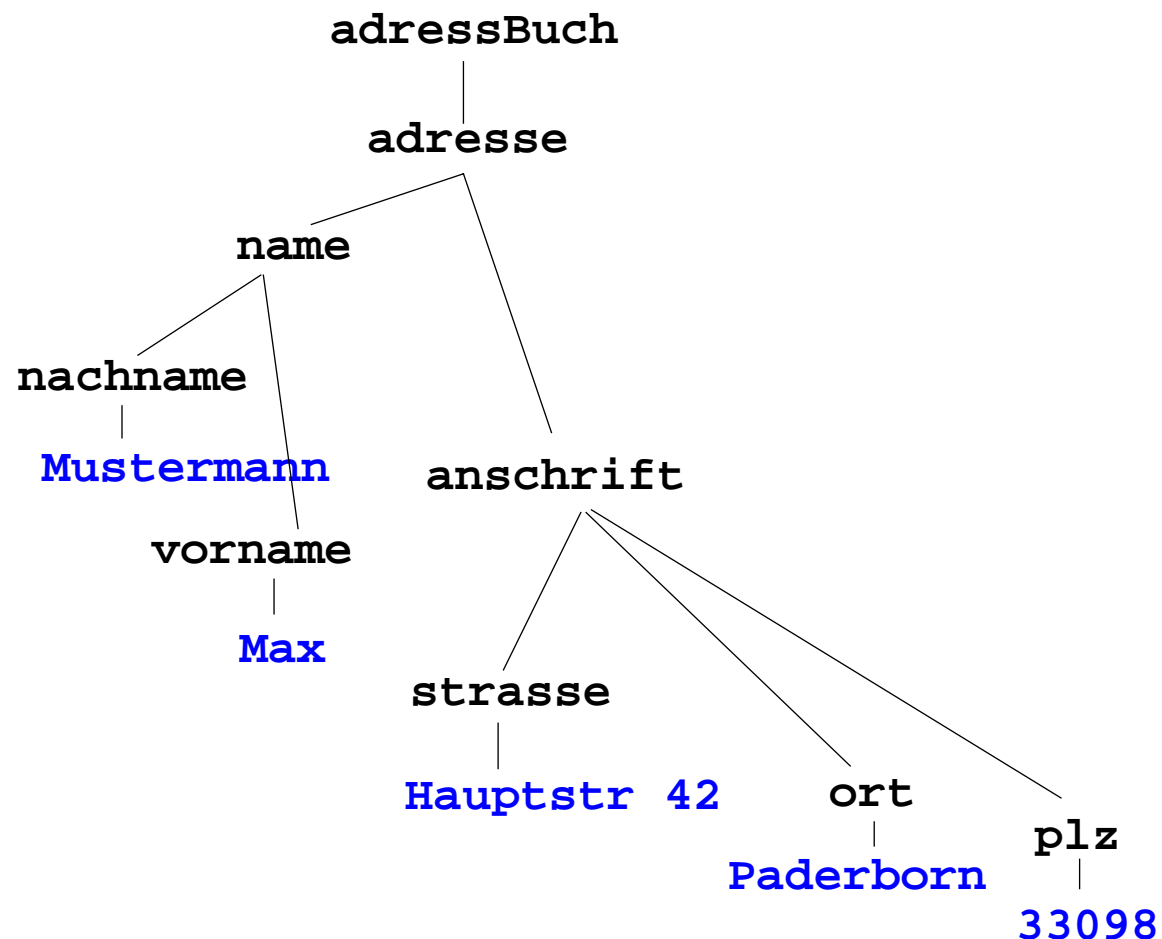 adressBuch
adresse
name
nachname
Mustermann
anschrift
vorname
Max
strasse
Hauptstr 42
ort
plz
Paderborn
33098